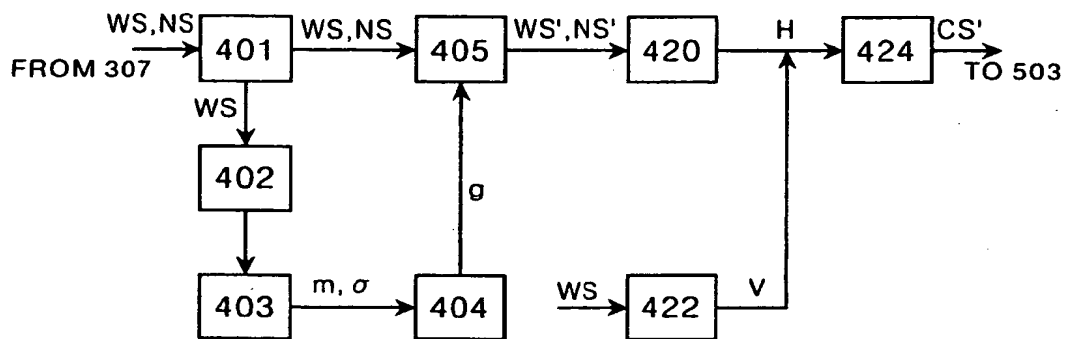 WS,NS
401
WS,NS
405
WS',NS'
420
H
424
CS'
FROM 307
TO 503
WS
402
g
403
m, σ
404
WS
422
V